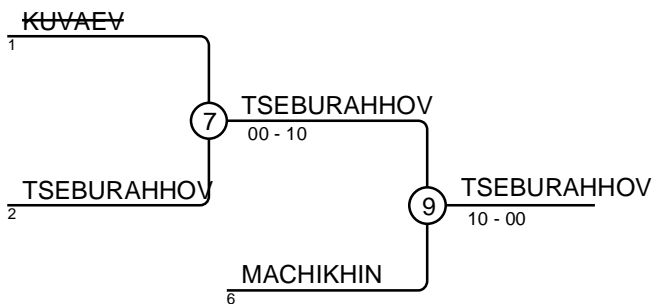 KUVAEV
1
TSEBURAHHOV
7
00 - 10
TSEBURAHHOV
2
TSEBURAHHOV
9
10 - 00
MACHIKHIN
6